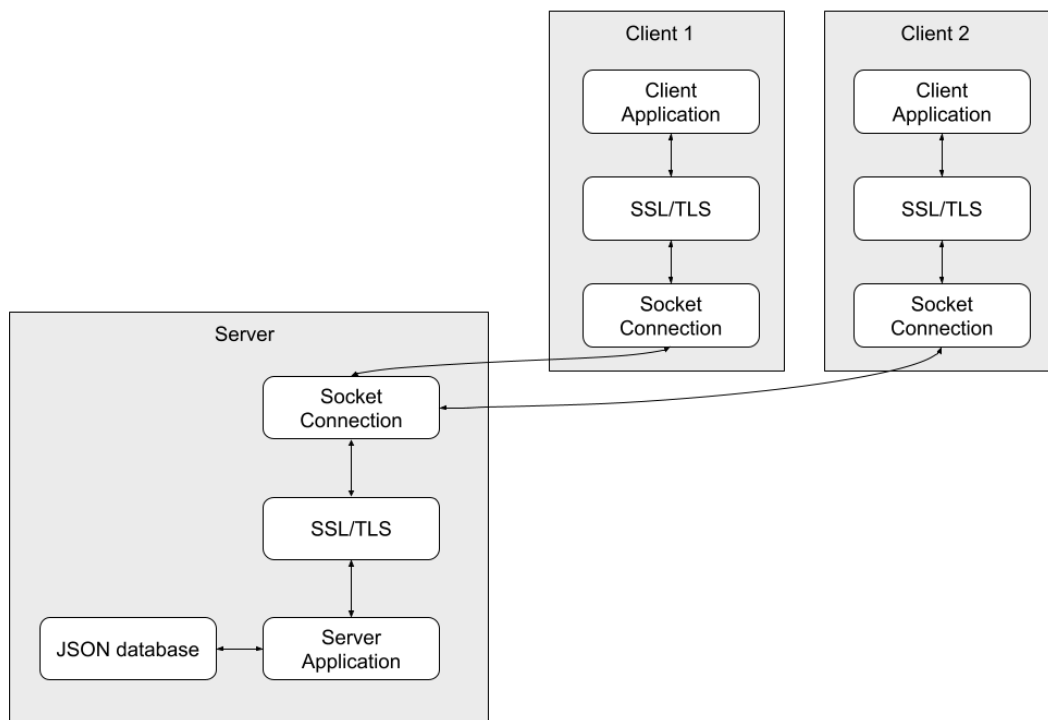 Client 1
Client 2
Client
Application
Client
Application
SSL/TLS
SSL/TLS
Socket
Connection
Socket
Connection
Server
Socket
Connection
SSL/TLS
JSON database
Server
Application